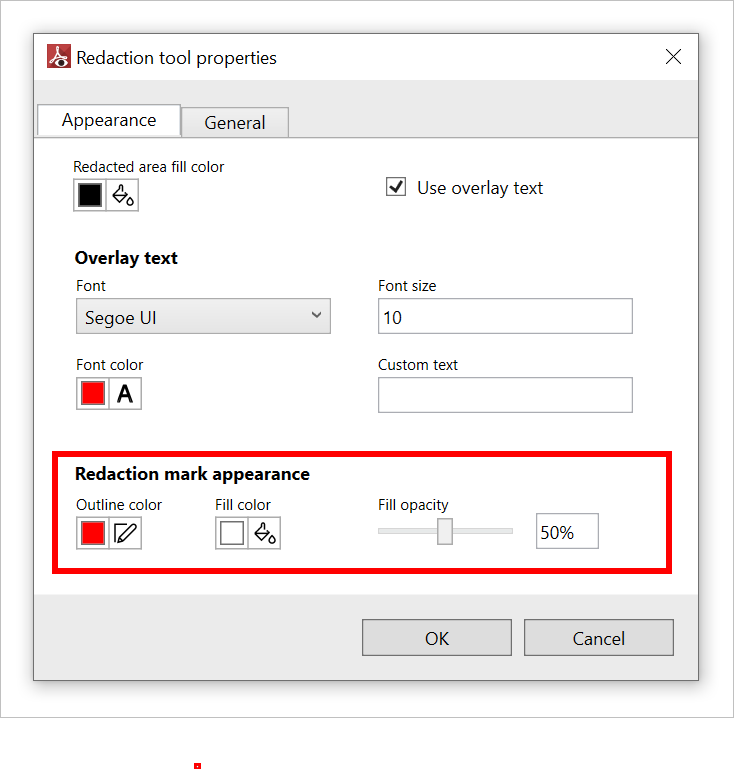 Redaction tool properties
Appearance General
Redacted area fill color
Use overlay text
Overlay text
Font Font size
Segoe UI 10
Font color Custom text
A
Redaction mark appearance
Outline color Fill color Fill opacity
50%
OK Cancel